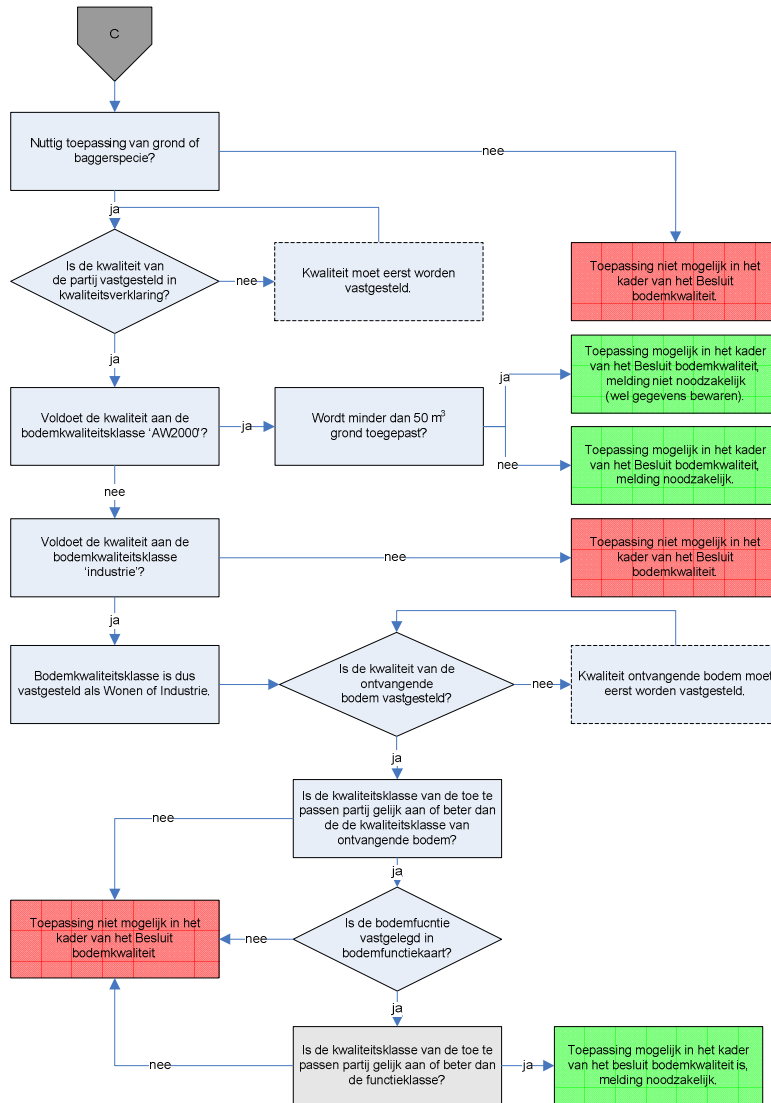 C
Nuttig toepassing van grond of
baggerspecie?
nee
ja
Is de kwaliteit van
de partij vastgesteld in
kwaliteitsverklaring?
nee
Kwaliteit moet eerst worden
vastgesteld.
Toepassing niet mogelijk in het
kader van het Besluit
bodemkwaliteit.
ja
Voldoet de kwaliteit aan de
bodemkwaliteitsklasse ‘AW2000’?
ja
Wordt minder dan 50 m³
grond toegepast?
ja
Toepassing mogelijk in het kader
van het Besluit bodemkwaliteit,
melding niet noodzakelijk
(wel gegevens bewaren).
nee
Toepassing mogelijk in het kader
van het Besluit bodemkwaliteit,
melding noodzakelijk.
nee
Voldoet de kwaliteit aan de
bodemkwaliteitsklasse
‘industrie’?
nee
Toepassing niet mogelijk in het
kader van het Besluit
bodemkwaliteit.
ja
Bodemkwaliteitsklasse is dus
vastgesteld als Wonen of Industrie.
Is de kwaliteit van de
ontvangende
bodem vastgesteld?
nee
Kwaliteit ontvangende bodem moet
eerst worden vastgesteld.
ja
Is de kwaliteitsklasse van de toe te
passen partij gelijk aan of beter dan
de de kwaliteitsklasse van
ontvangende bodem?
nee
ja
Is de bodemfucntie
vastgelegd in
bodemfunctiekaart?
nee
Toepassing niet mogelijk in het
kader van het Besluit
bodemkwaliteit
ja
Is de kwaliteitsklasse van de toe te
passen partij gelijk aan of beter dan
de functieklasse?
nee
ja
Toepassing mogelijk in het kader
van het besluit bodemkwaliteit is,
melding noodzakelijk.